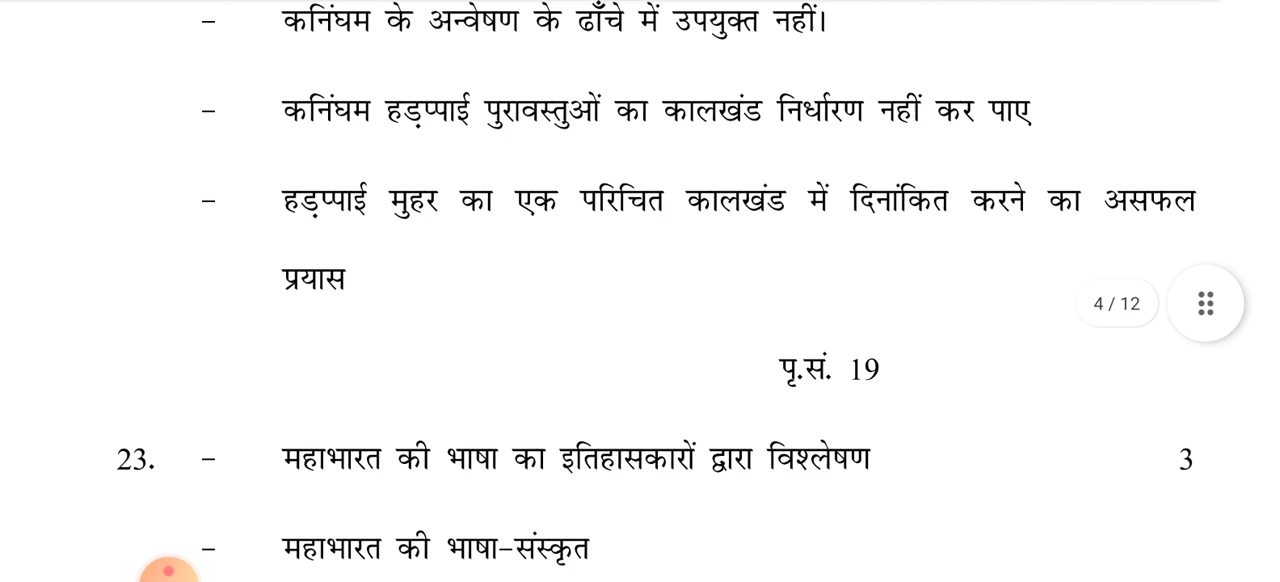 – कनिंघम के अन्वेषण के ढाँचे में उपयुक्त नहीं।
– कनिंघम हड़प्पाई पुरावस्तुओं का कालखंड निर्धारण नहीं कर पाए
– हड़प्पाई मुहर का एक परिचित कालखंड में दिनांकित करने का असफल
प्रयास
4 / 12
पृ.सं. 19
23. – महाभारत की भाषा का इतिहासकारों द्वारा विश्लेषण 3
– महाभारत की भाषा–संस्कृत